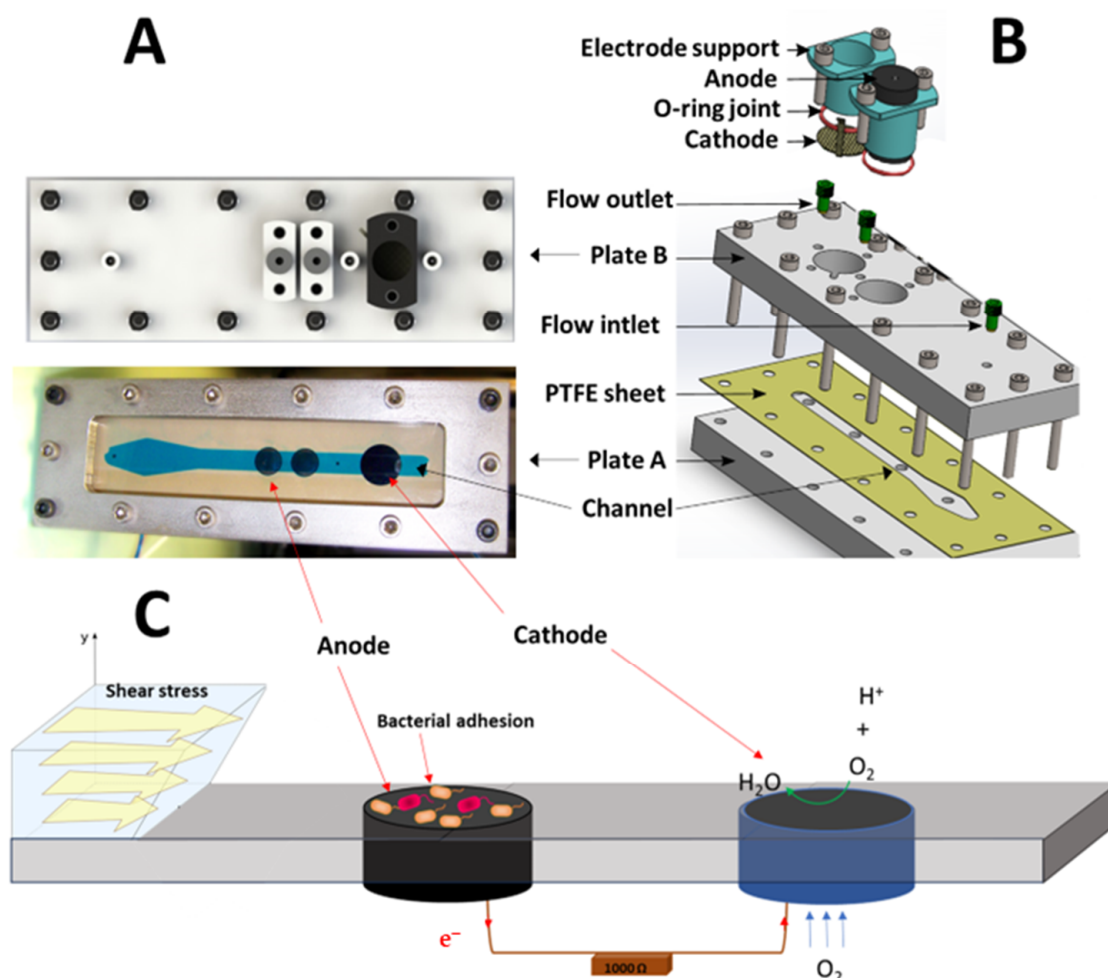 A
B
Electrode support
Anode
O-ring joint
Cathode
Flow outlet
Plate B
Flow intlet
PTFE sheet
Plate A
Channel
C
Anode
Cathode
y
Shear stress
Bacterial adhesion
H⁺
+
O₂
H₂O
e⁻
1000 Ω
O₂